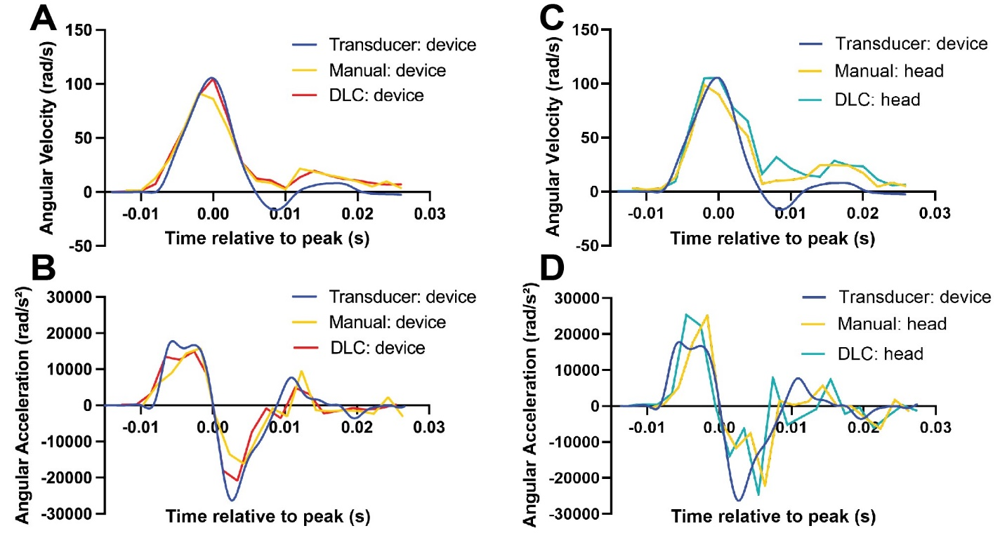 A
Angular Velocity (rad/s)
150
100
50
0
-50
-0.01
0.00
0.01
0.02
0.03
Time relative to peak (s)
Transducer: device
Manual: device
DLC: device
C
Angular Velocity (rad/s)
150
100
50
0
-50
-0.01
0.00
0.01
0.02
0.03
Time relative to peak (s)
Transducer: device
Manual: head
DLC: head
B
Angular Acceleration (rad/s²)
30000
20000
10000
0
-10000
-20000
-30000
-0.01
0.00
0.01
0.02
0.03
Time relative to peak (s)
Transducer: device
Manual: device
DLC: device
D
Angular Acceleration (rad/s²)
30000
20000
10000
0
-10000
-20000
-30000
-0.01
0.00
0.01
0.02
0.03
Time relative to peak (s)
Transducer: device
Manual: head
DLC: head